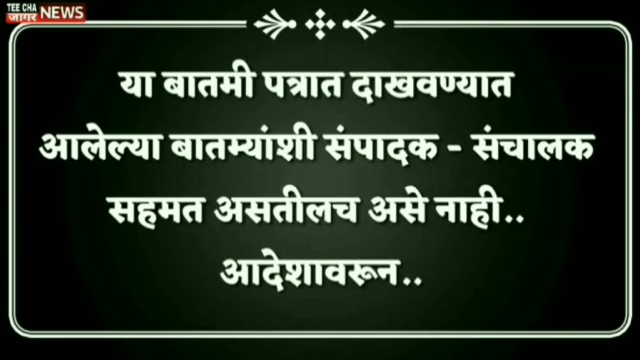 TEE CHA
जागर NEWS
या बातमी पत्रात दाखवण्यात
आलेल्या बातम्यांशी संपादक - संचालक
सहमत असतीलच असे नाही..
आदेशावरून..